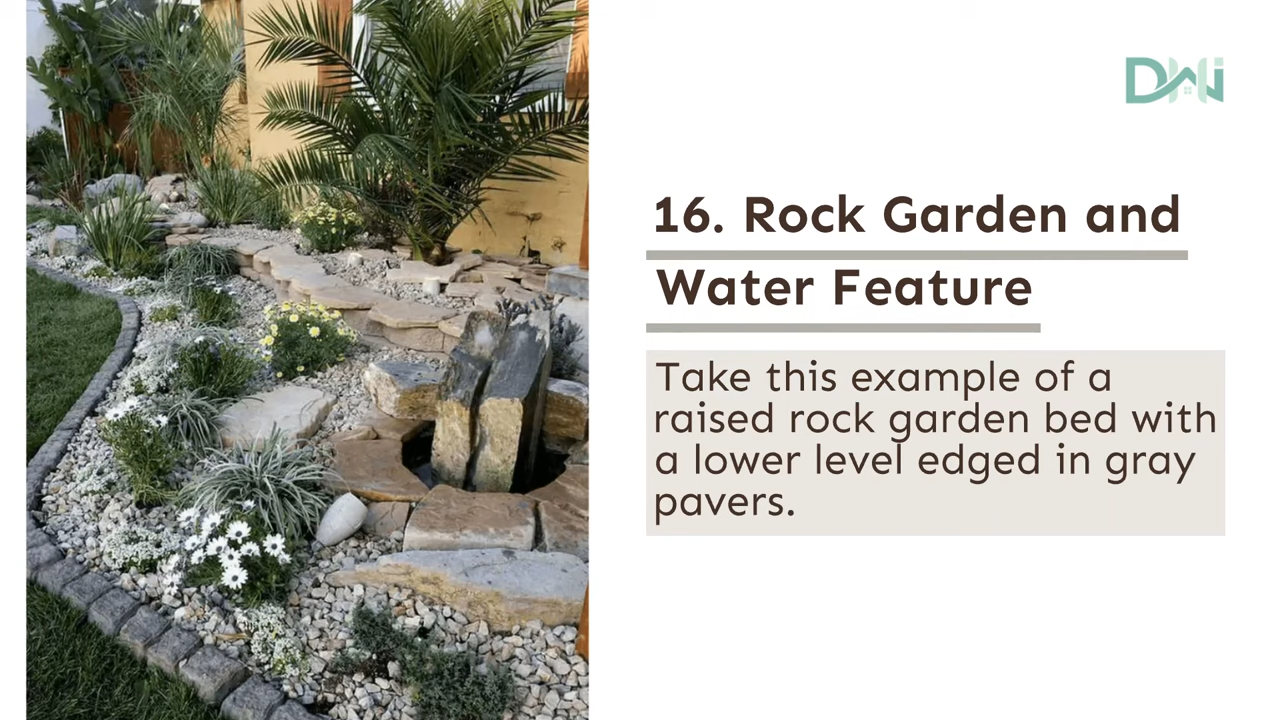 DWi
16. Rock Garden and
Water Feature
Take this example of a
raised rock garden bed with
a lower level edged in gray
pavers.